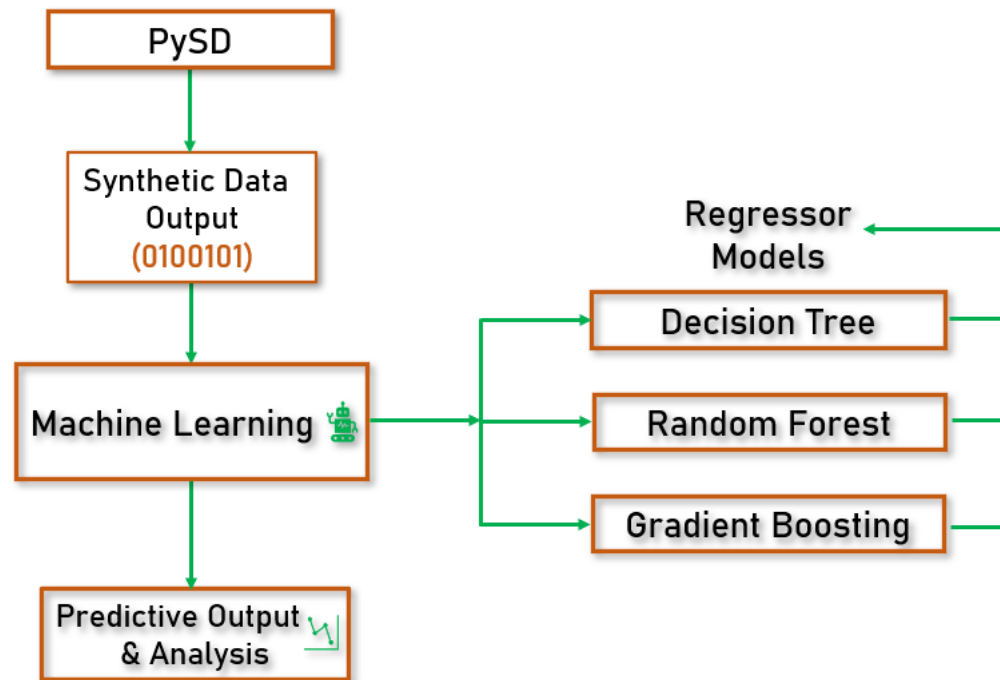 PySD
Synthetic Data
Output
(0100101)
Machine Learning
Predictive Output
& Analysis
Regressor
Models
Decision Tree
Random Forest
Gradient Boosting